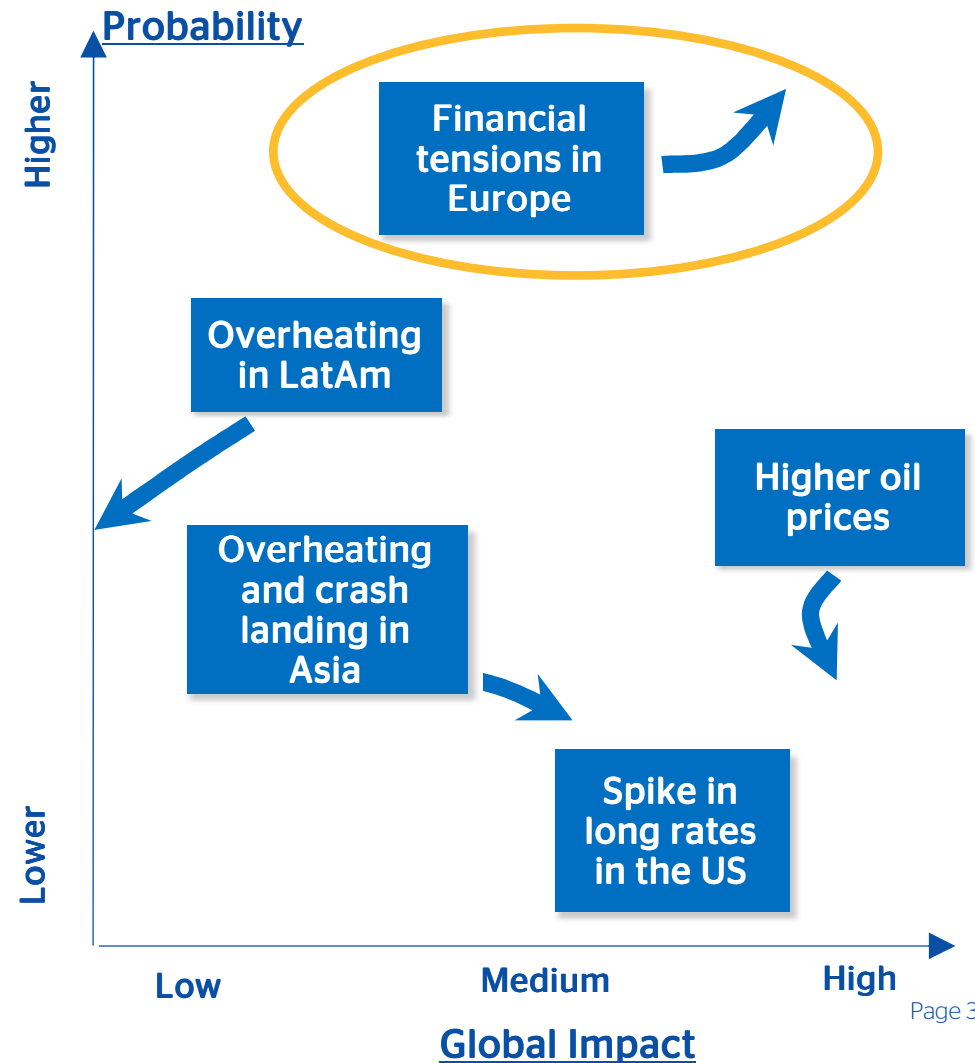 Probability
Higher
Financial
tensions in
Europe
Overheating
in LatAm
Higher oil
prices
Overheating
and crash
landing in
Asia
Spike in
long rates
in the US
Lower
Low
Medium
High
Page 3
Global Impact